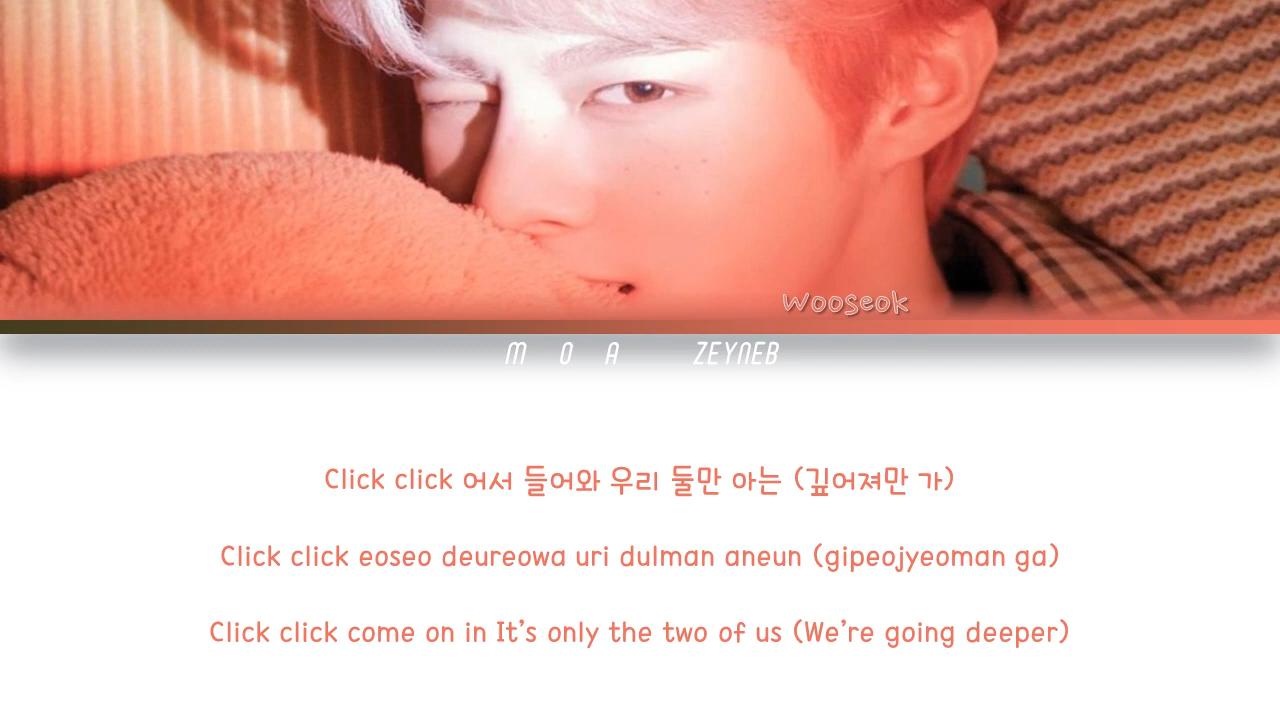 Wooseok
M O A ZEYNEB
Click click 어서 들어와 우리 둘만 아는 (깊어져만 가)
Click click eoseo deureowa uri dulman aneun (gipeojyeoman ga)
Click click come on in It’s only the two of us (We’re going deeper)